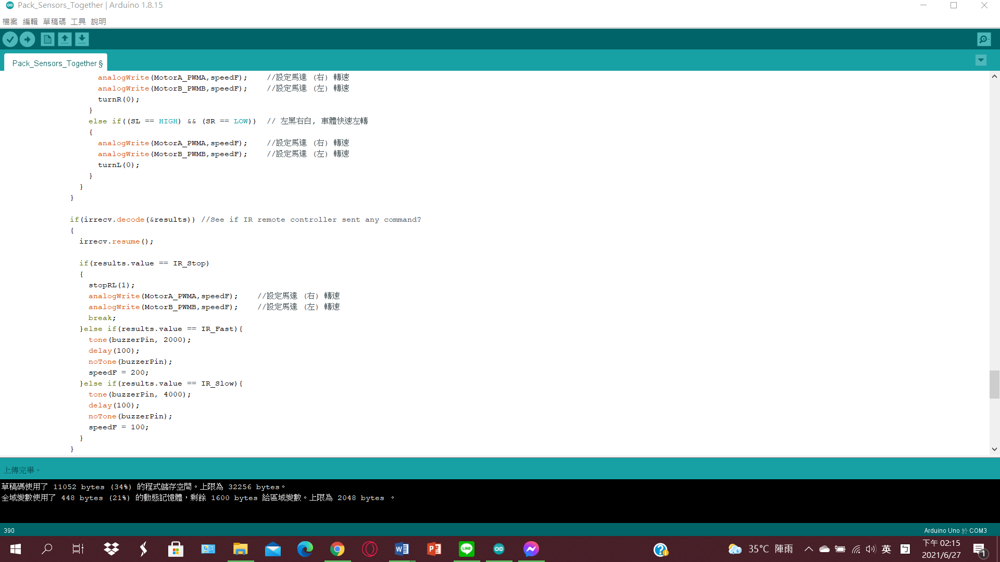 Pack_Sensors_Together | Arduino 1.8.15
檔案 編輯 草稿碼 工具 說明
Pack_Sensors_Together §
analogWrite(MotorA_PWMA,speedF);    //設定馬達 (右) 轉速
analogWrite(MotorB_PWMB,speedF);    //設定馬達 (左) 轉速
turnR(0);
}
else if((SL == HIGH) && (SR == LOW))  // 左黑右白, 車體快速左轉
{
analogWrite(MotorA_PWMA,speedF);    //設定馬達 (右) 轉速
analogWrite(MotorB_PWMB,speedF);    //設定馬達 (左) 轉速
turnL(0);
}
}
}
if(irrecv.decode(&results)) //See if IR remote controller sent any command?
{
irrecv.resume();
if(results.value == IR_Stop)
{
stopRL(1);
analogWrite(MotorA_PWMA,speedF);    //設定馬達 (右) 轉速
analogWrite(MotorB_PWMB,speedF);    //設定馬達 (左) 轉速
break;
}else if(results.value == IR_Fast){
tone(buzzerPin, 2000);
delay(100);
noTone(buzzerPin);
speedF = 200;
}else if(results.value == IR_Slow){
tone(buzzerPin, 4000);
delay(100);
noTone(buzzerPin);
speedF = 100;
}
}
上傳完畢。
草稿碼使用了 11052 bytes (34%) 的程式儲存空間。上限為 32256 bytes。
全域變數使用了 448 bytes (21%) 的動態記憶體，剩餘 1600 bytes 給區域變數。上限為 2048 bytes 。
390
Arduino Uno 於 COM3
35°C 陣雨
英
下午 02:15
2021/6/27
1